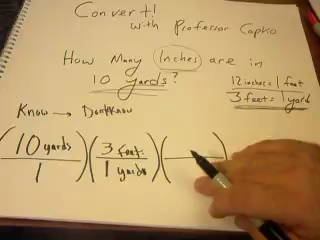 Convert!
with Professor Capko
How Many Inches are in
10 yards?
12 inches = 1 foot
3 feet = 1 yard
Know → Don't know
(10 yards / 1) (3 feet / 1 yards) ( / )